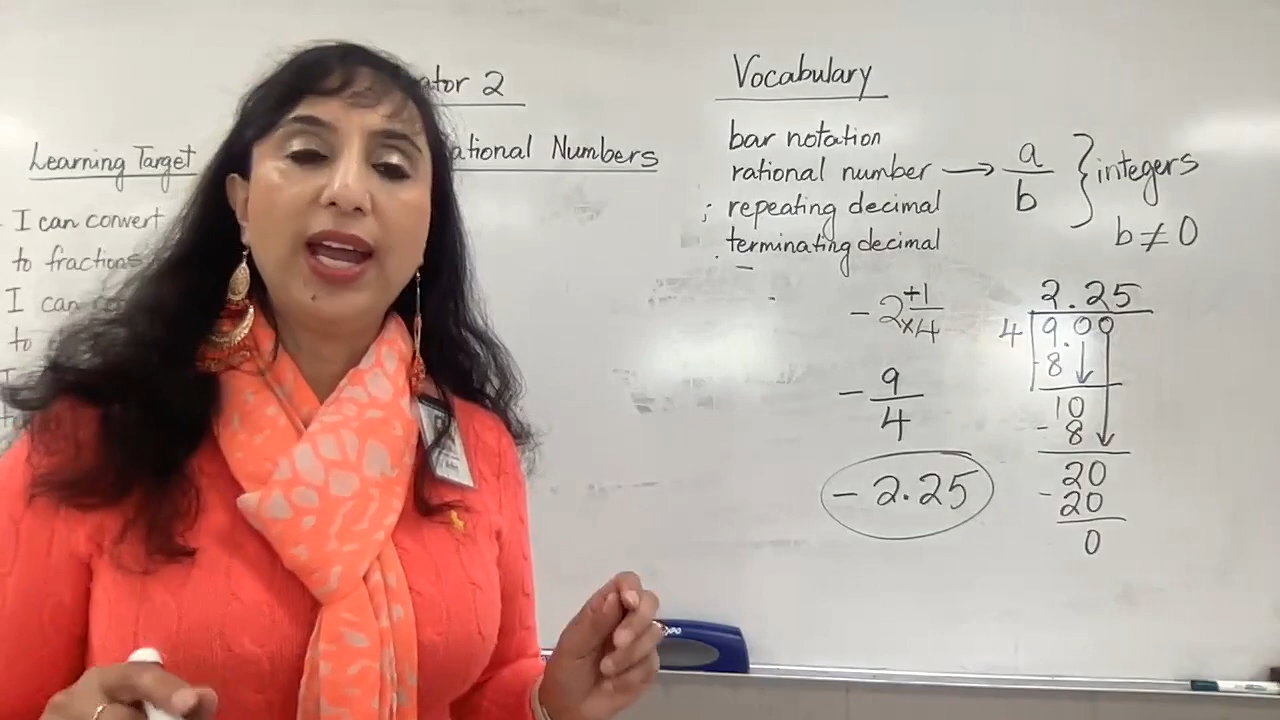 ator 2
ational Numbers
Learning Target
I can convert
to fractions
I can
to
Vocabulary
bar notation
rational number → a/b } integers
b ≠ 0
repeating decimal
terminating decimal
- 2 +1/×4
- 9/4
- 2.25
2.25
4 9.00
- 8
10
- 8
20
- 20
0